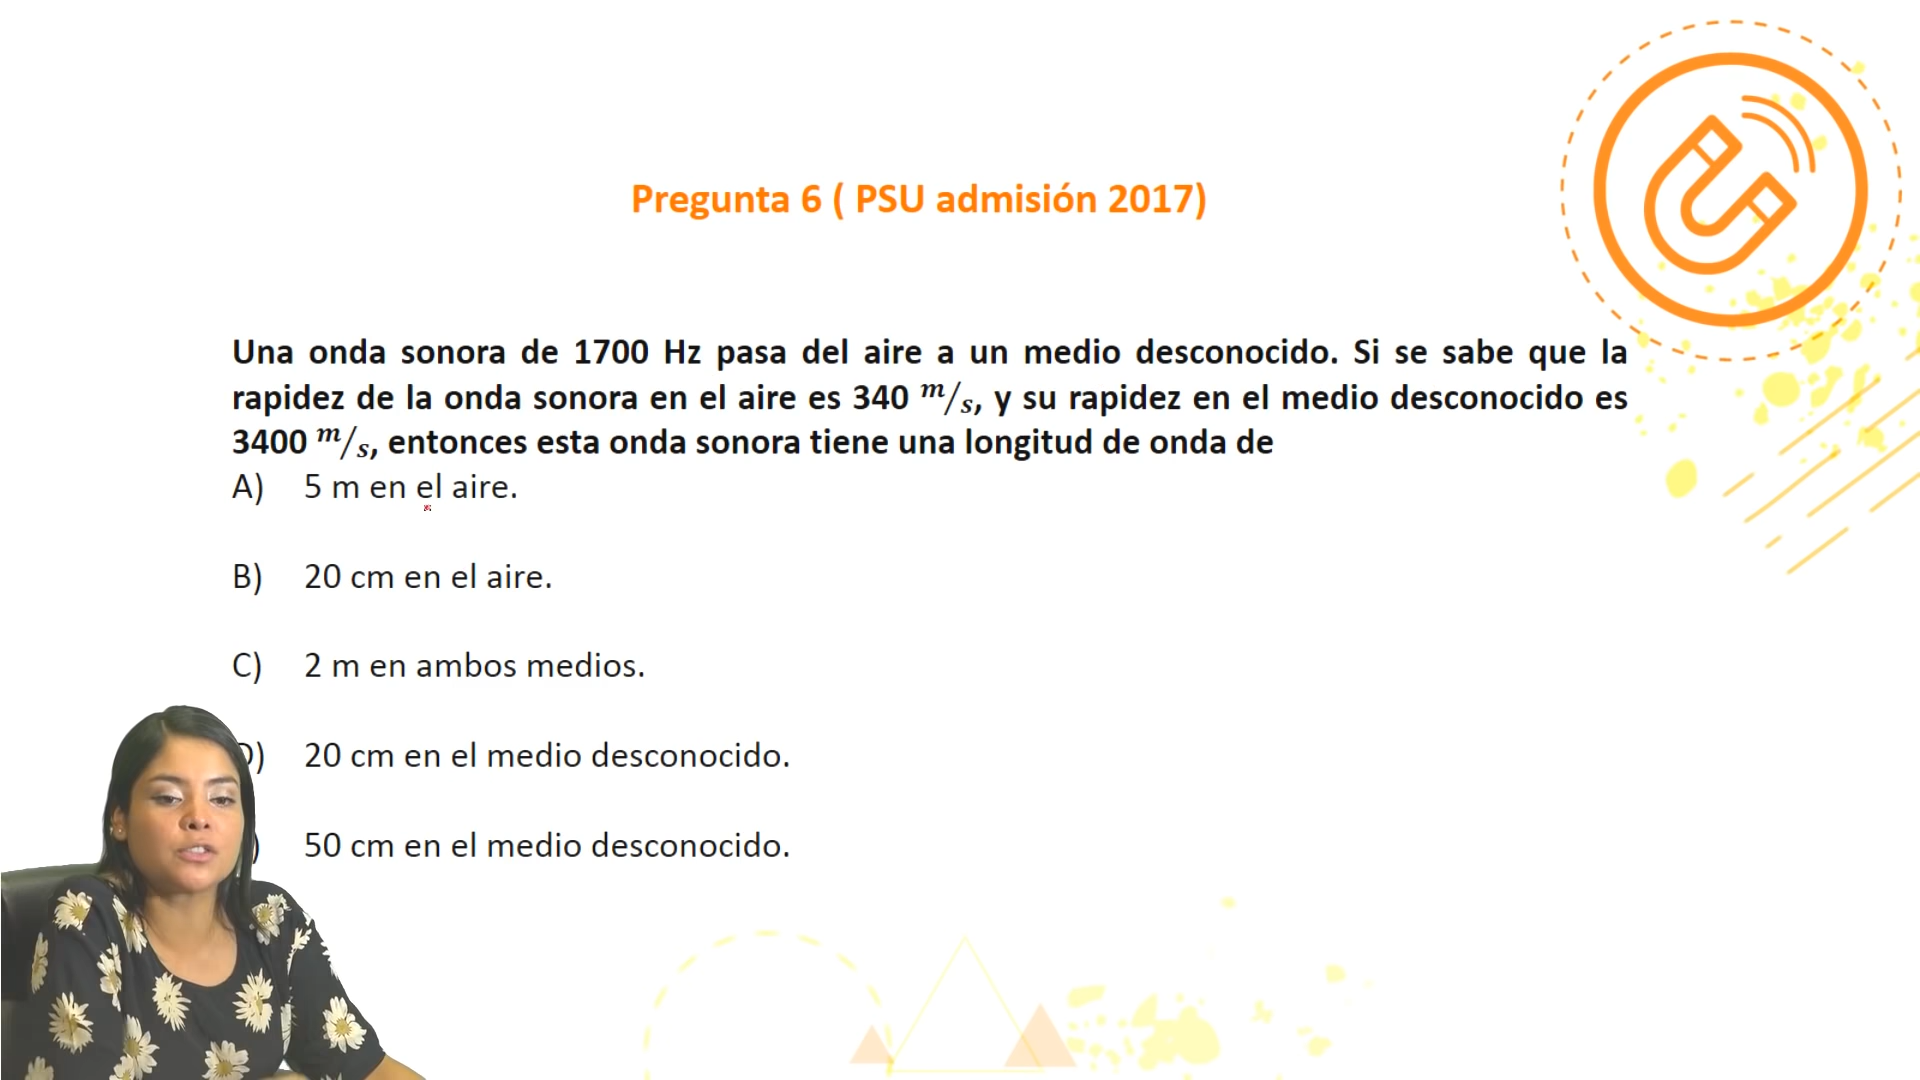 Pregunta 6 ( PSU admisión 2017)
Una onda sonora de 1700 Hz pasa del aire a un medio desconocido. Si se sabe que la
rapidez de la onda sonora en el aire es 340 m/s, y su rapidez en el medio desconocido es
3400 m/s, entonces esta onda sonora tiene una longitud de onda de
A) 5 m en el aire.
B) 20 cm en el aire.
C) 2 m en ambos medios.
D) 20 cm en el medio desconocido.
) 50 cm en el medio desconocido.